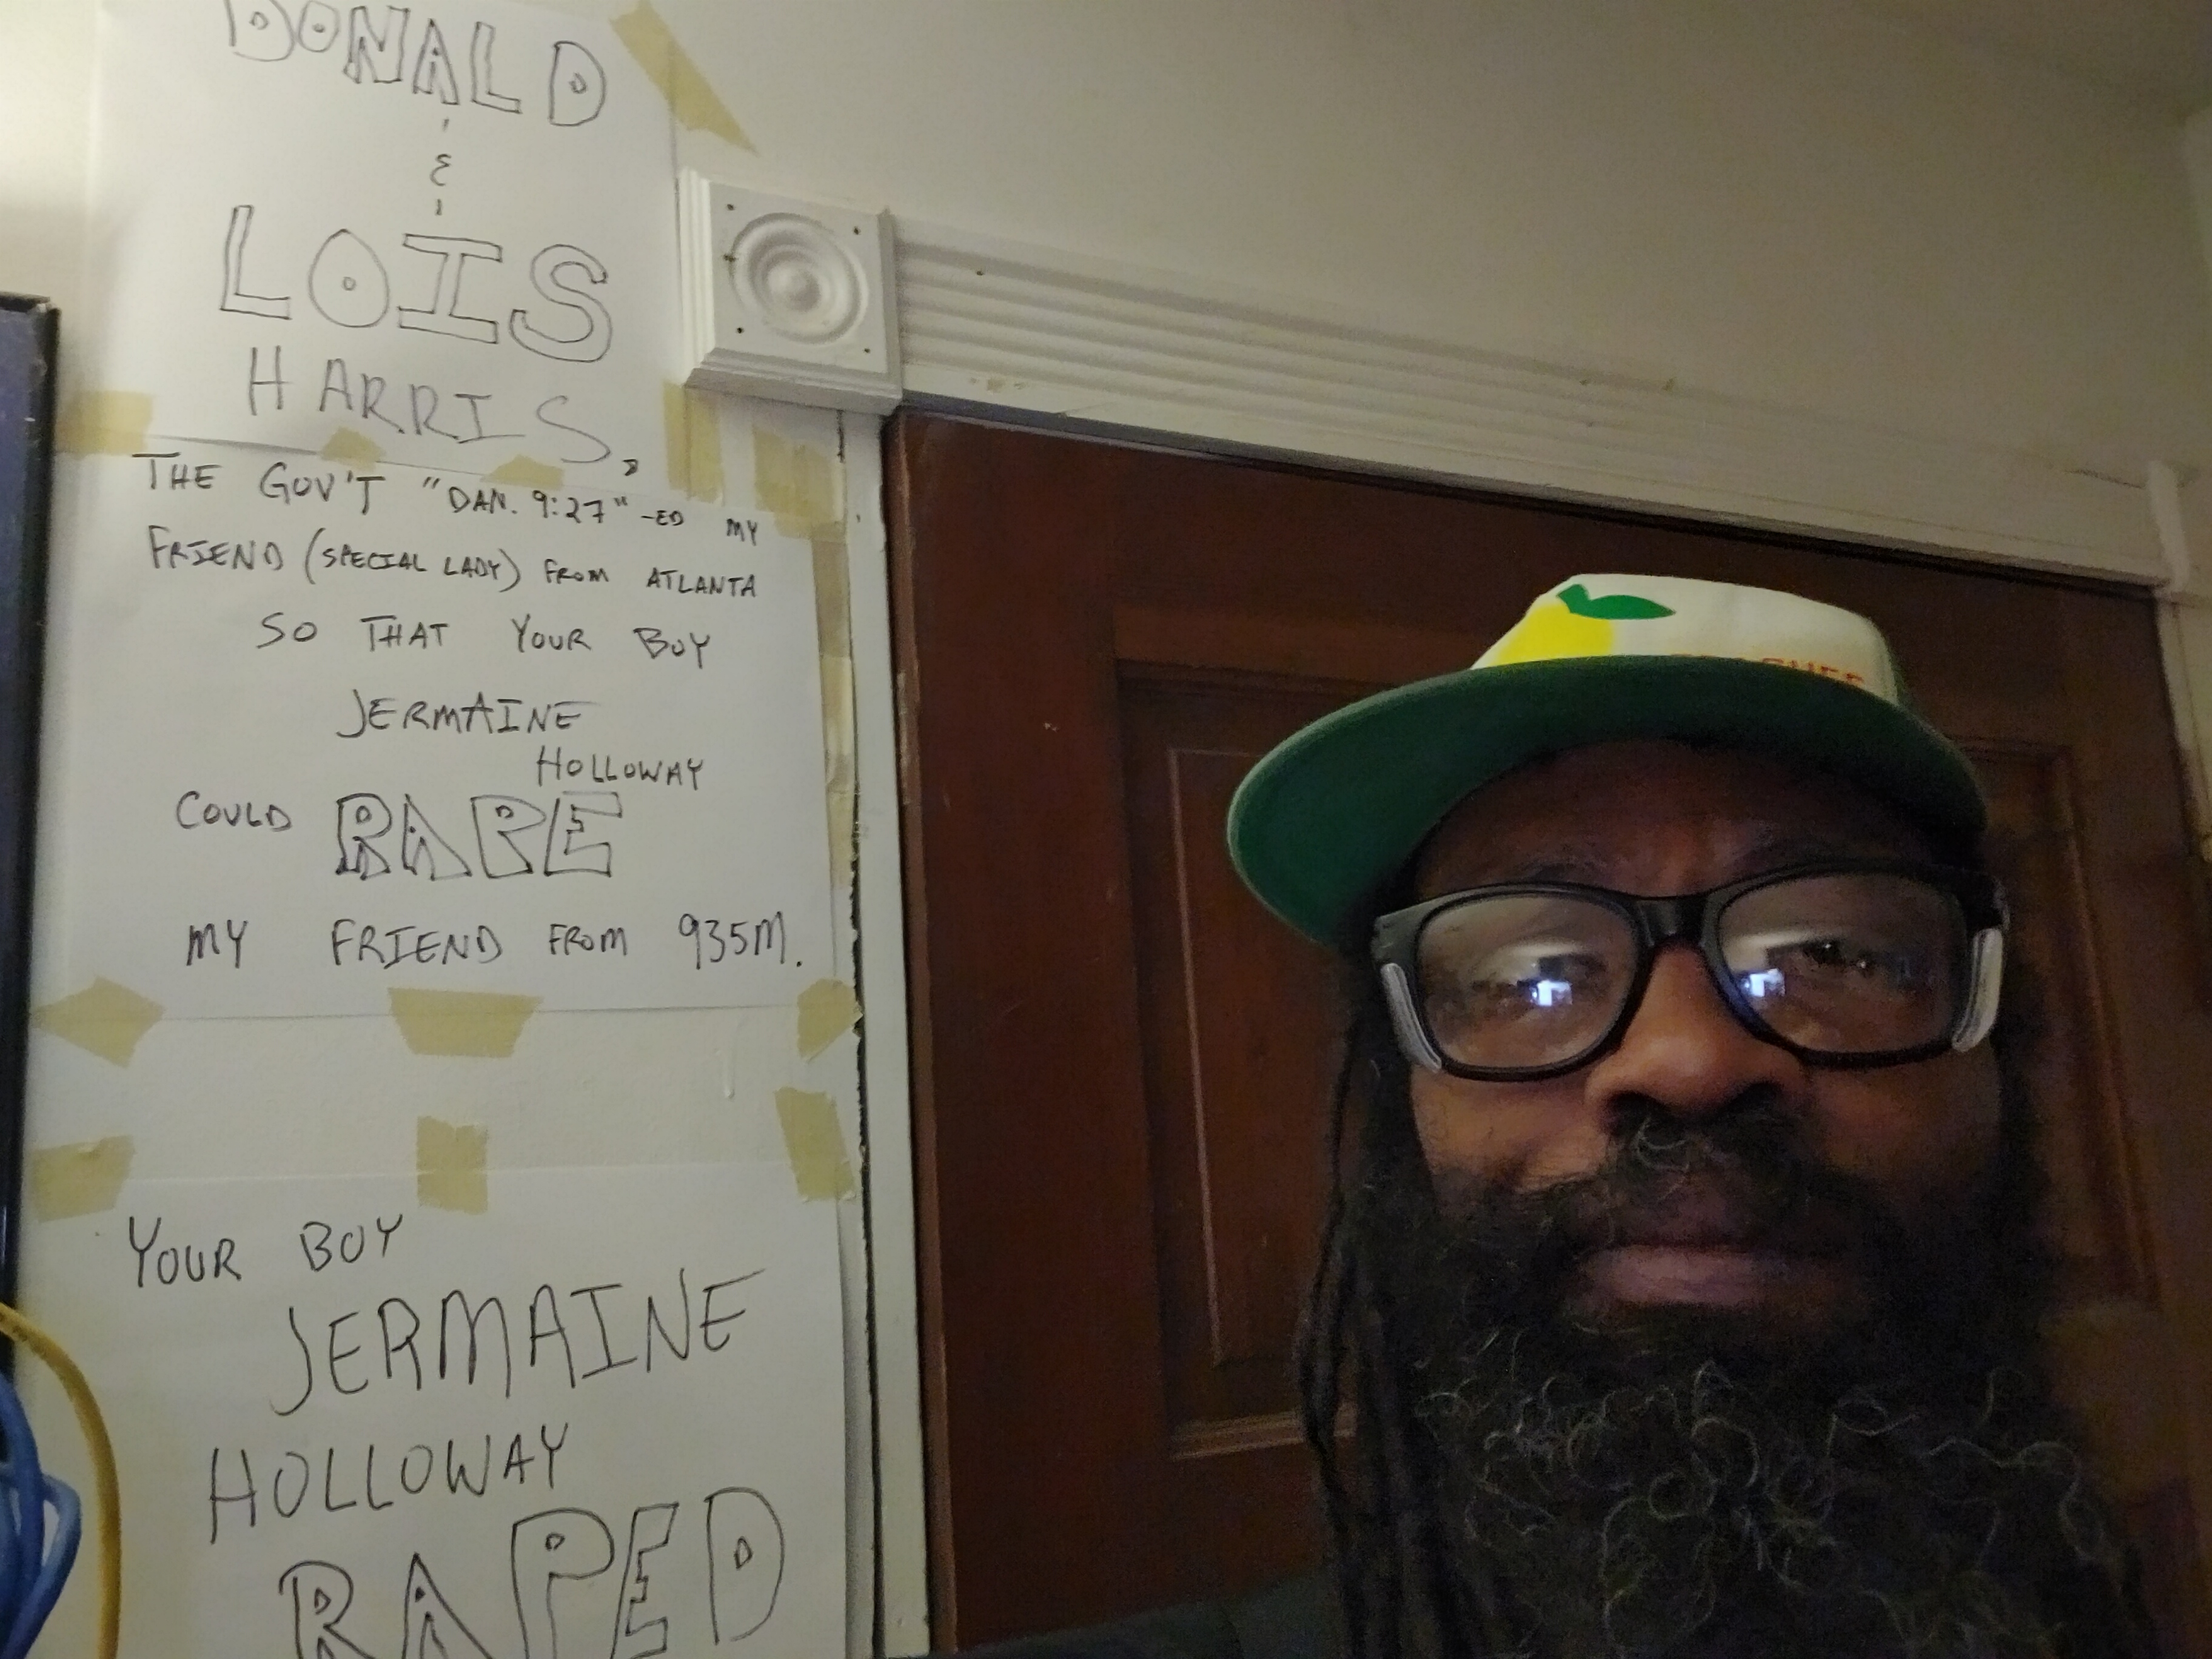 DONALD
&
LOIS
HARRIS,
THE GOV'T "DAN. 9:27" -ED MY
FRIEND (SPECIAL LADY) FROM ATLANTA
SO THAT YOUR BOY
JERMAINE
HOLLOWAY
COULD RAPE
MY FRIEND FROM 935M.
YOUR BOY
JERMAINE
HOLLOWAY
RAPED